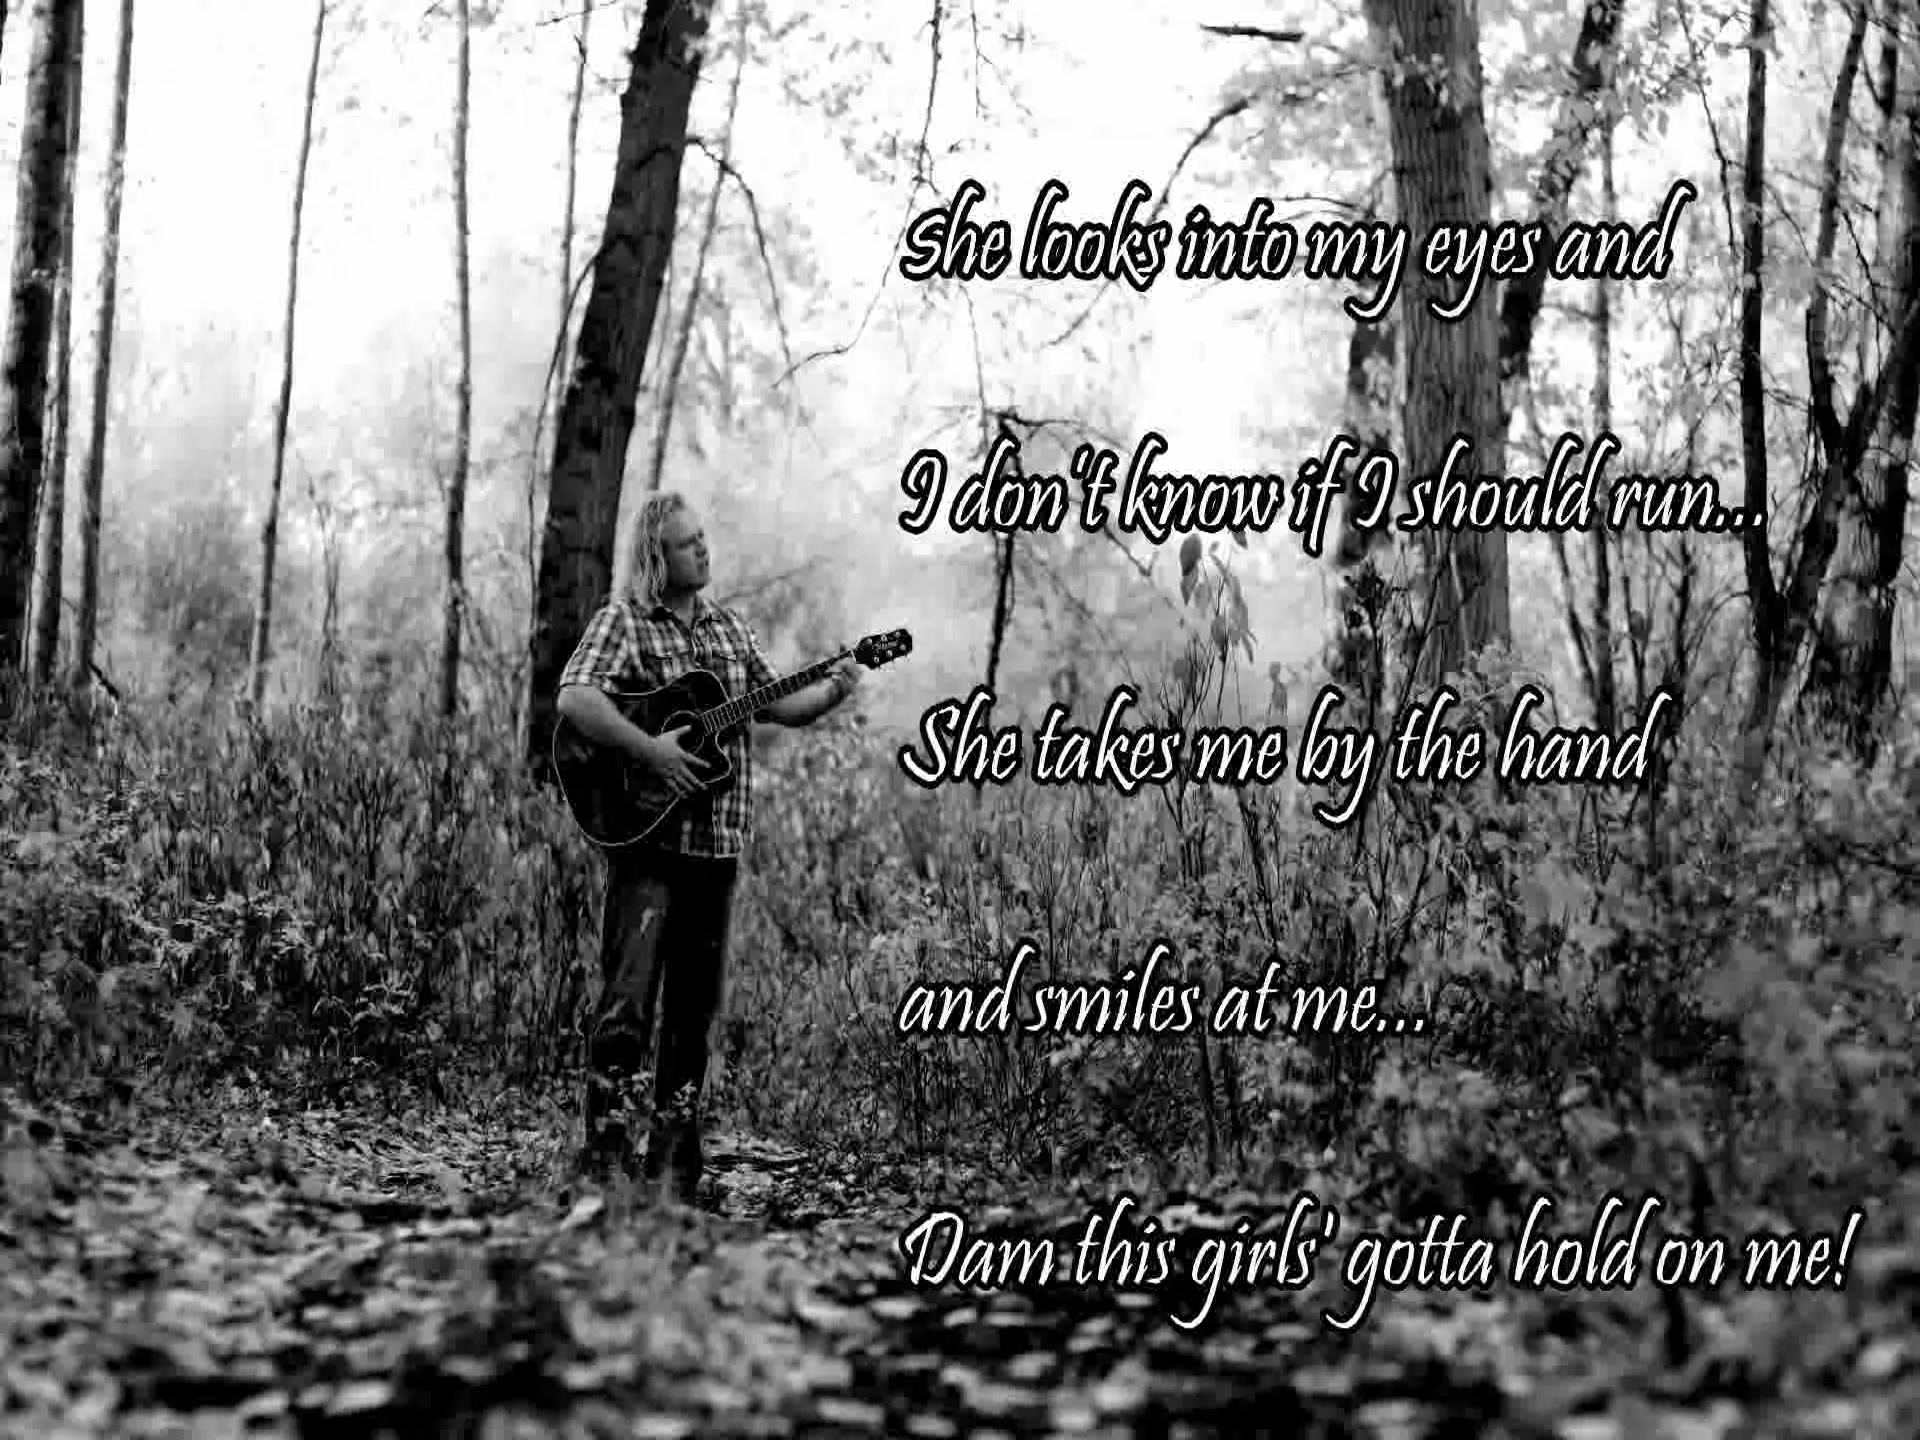 She looks into my eyes and
I don't know if I should run...
She takes me by the hand
and smiles at me...
Dam this girls' gotta hold on me!